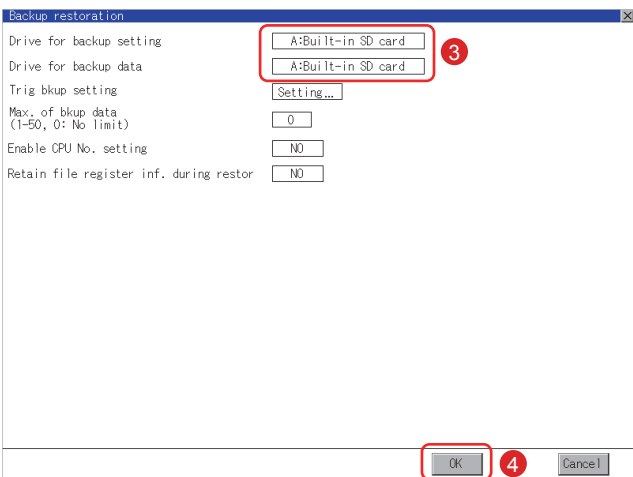 Backup restoration
Drive for backup setting A:Built-in SD card
3
Drive for backup data A:Built-in SD card
Trig bkup setting Setting...
Max. of bkup data
(1-50, 0: No limit) 0
Enable CPU No. setting NO
Retain file register inf. during restor NO
OK 4 Cancel